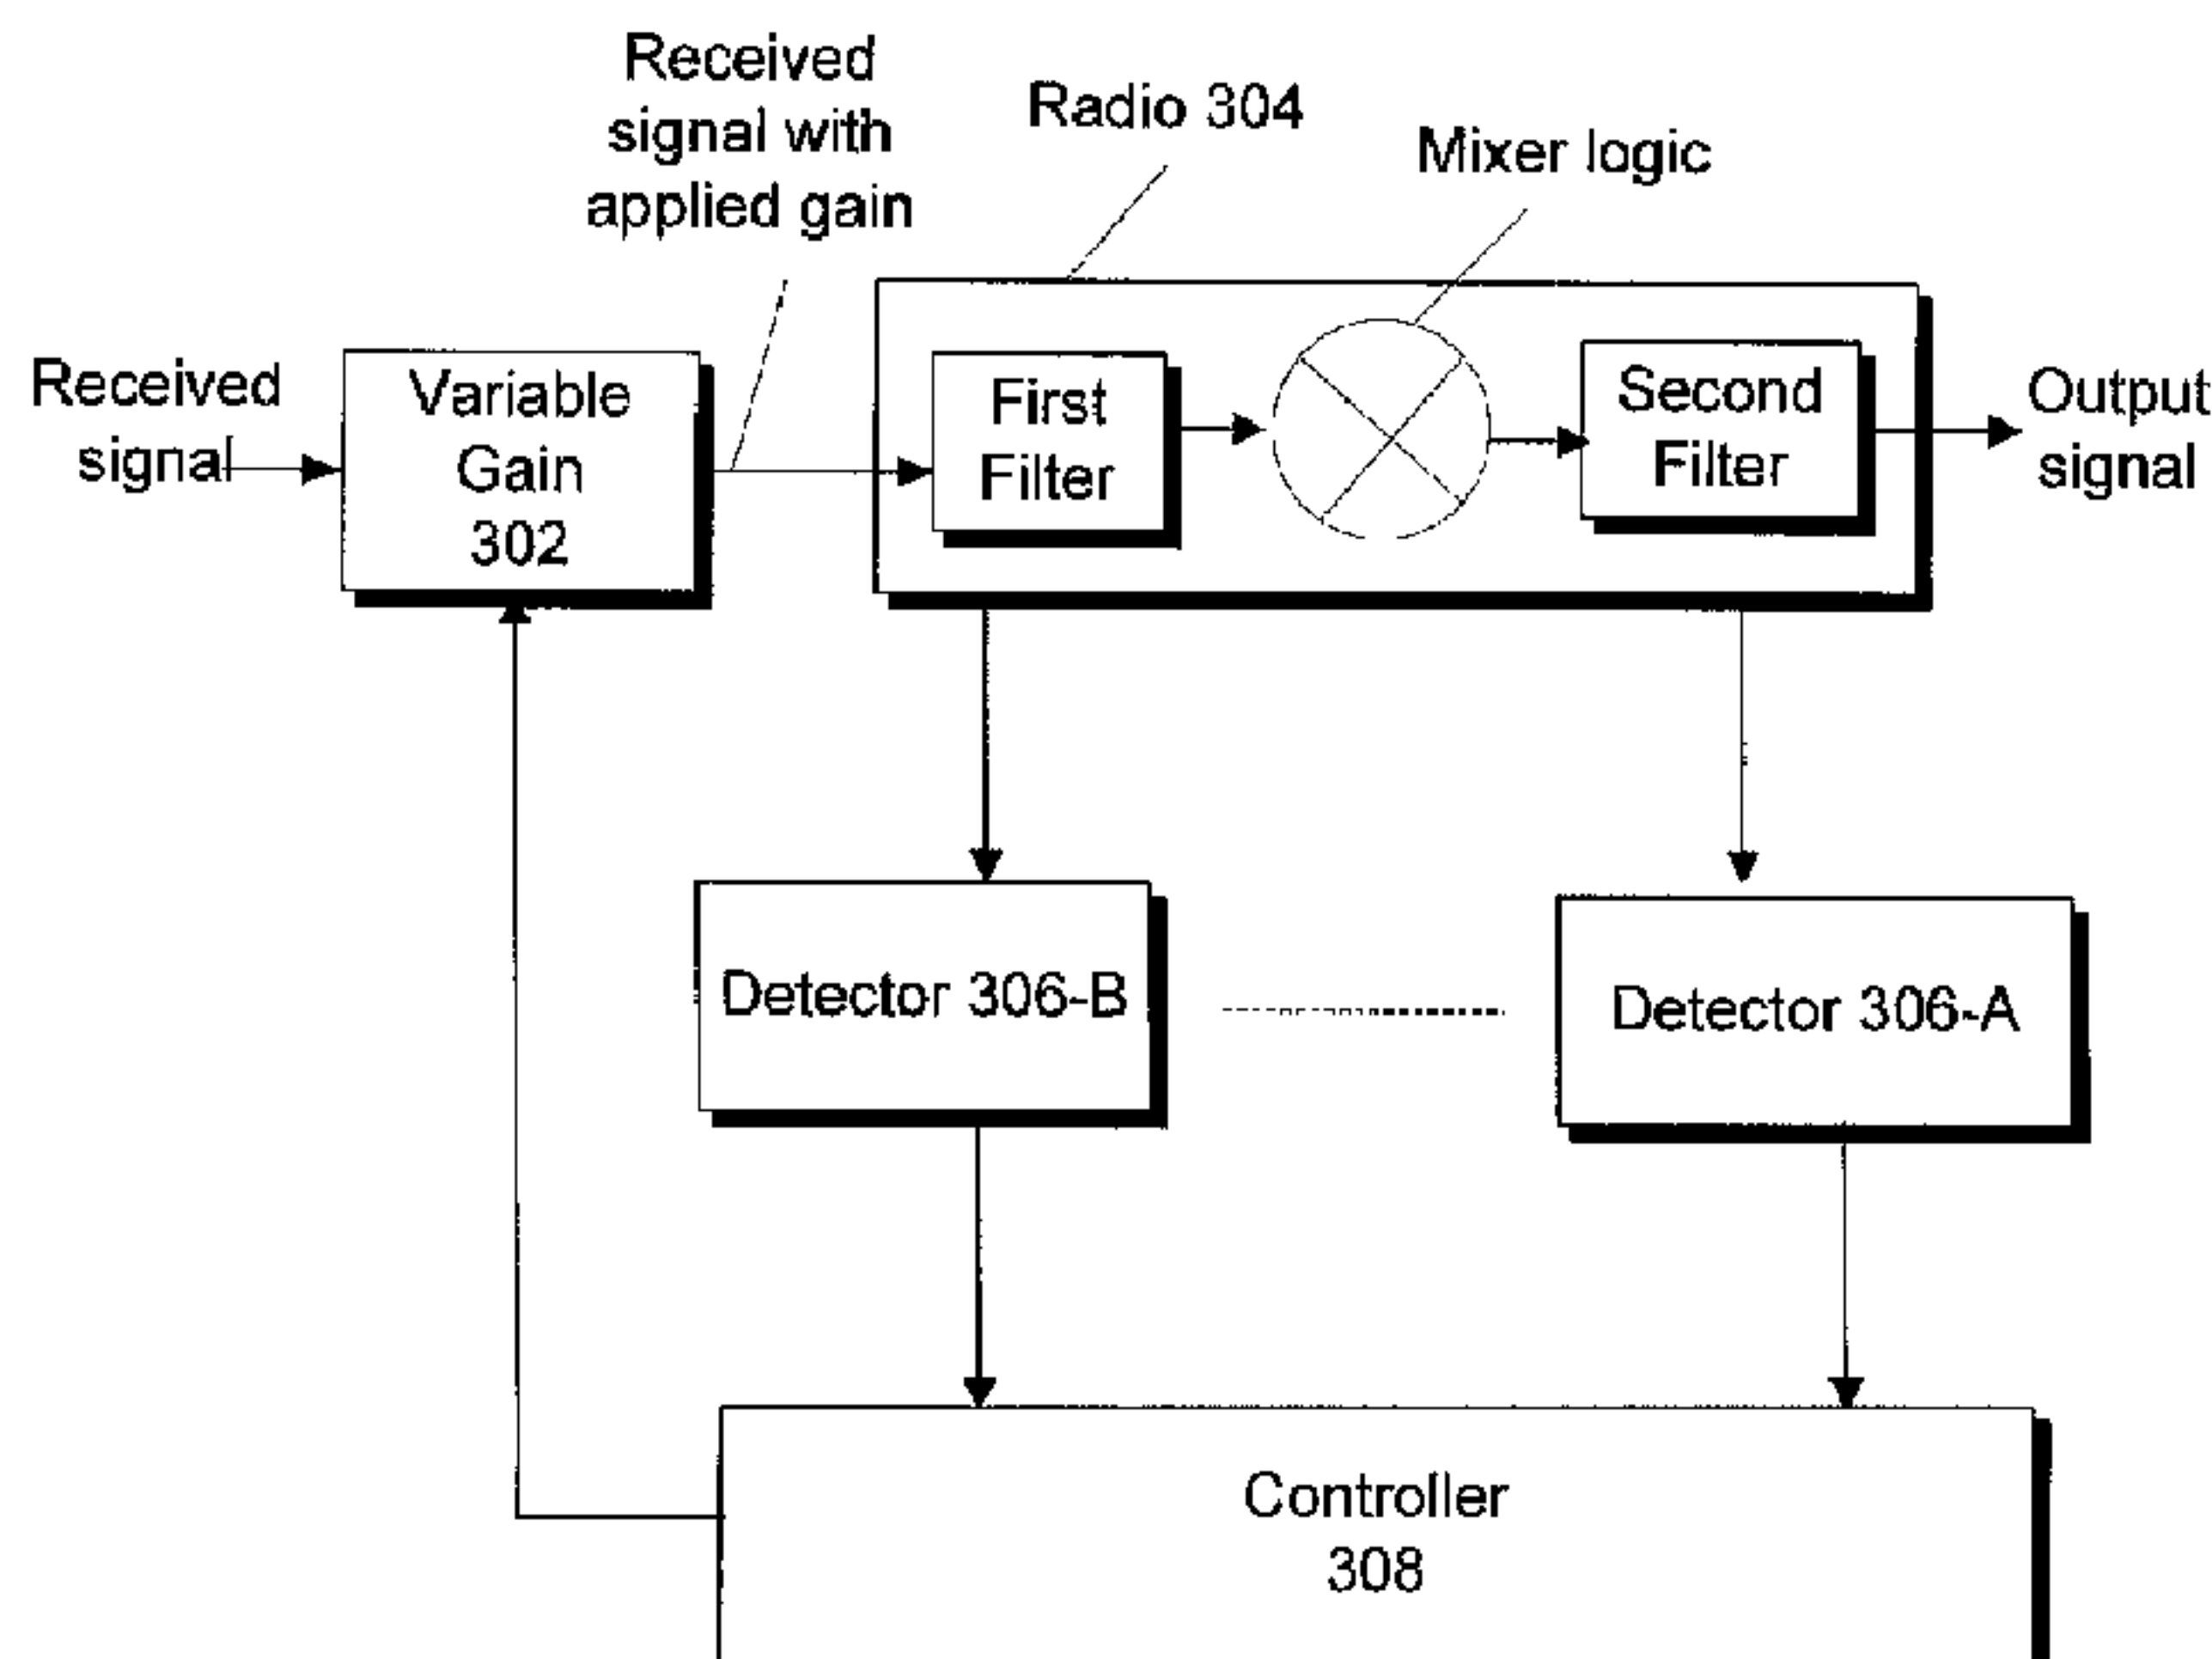 Received
signal with
applied gain
Radio 304
Mixer logic
Received
signal
Variable
Gain
302
First
Filter
Second
Filter
Output
signal
Detector 306-B
Detector 306-A
Controller
308